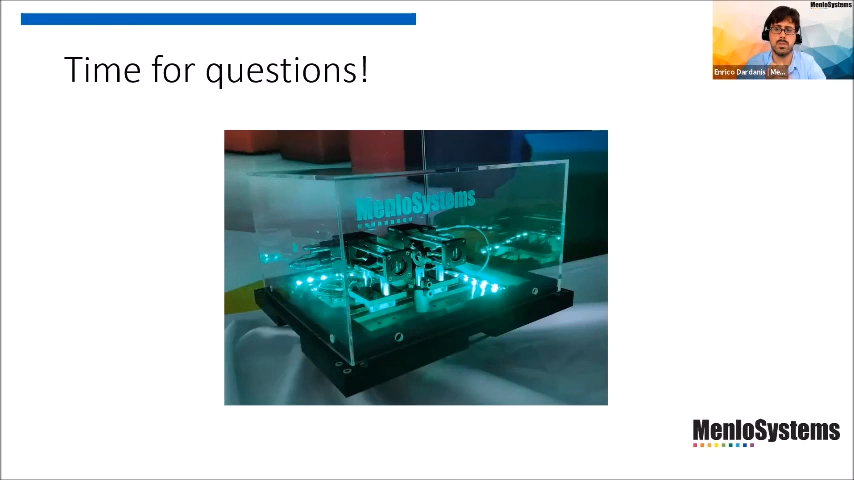 MenloSystems
Time for questions!
Enrico Dardanis | Me...
MenloSystems
MenloSystems